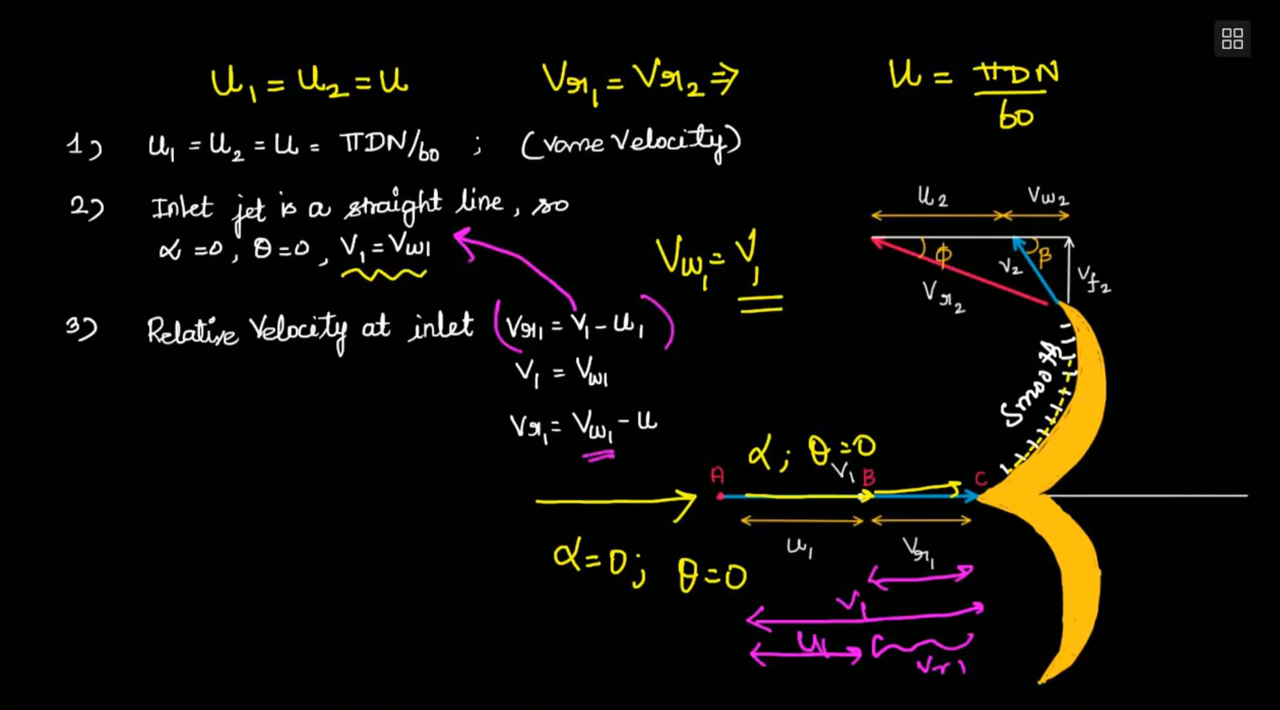 u₁ = u₂ = u
Vr₁ = Vr₂ ⇒
u = πDN/60
1) u₁ = u₂ = u = πDN/60 ; (vane velocity)
2) Inlet jet is a straight line, so
α = 0, θ = 0, V₁ = Vw1
Vw₁ = V₁
3) Relative Velocity at inlet (Vr1 = V₁ - u₁)
V₁ = Vw1
Vr₁ = Vw₁ - u
u₂ Vw₂
ϕ β
V₂ Vf₂
Vr₂
Smooth
α; θ=0
A V₁ B C
u₁ Vr₁
α=0; θ=0
V₁
u₁
Vr1